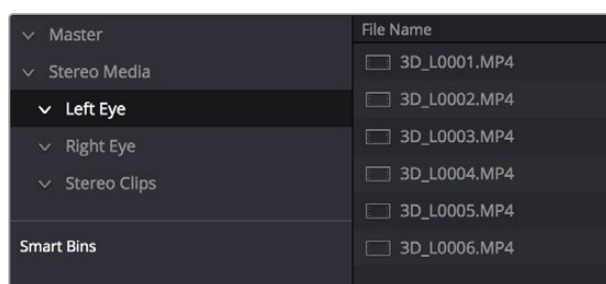 Master
Stereo Media
Left Eye
Right Eye
Stereo Clips
Smart Bins
File Name
3D_L0001.MP4
3D_L0002.MP4
3D_L0003.MP4
3D_L0004.MP4
3D_L0005.MP4
3D_L0006.MP4